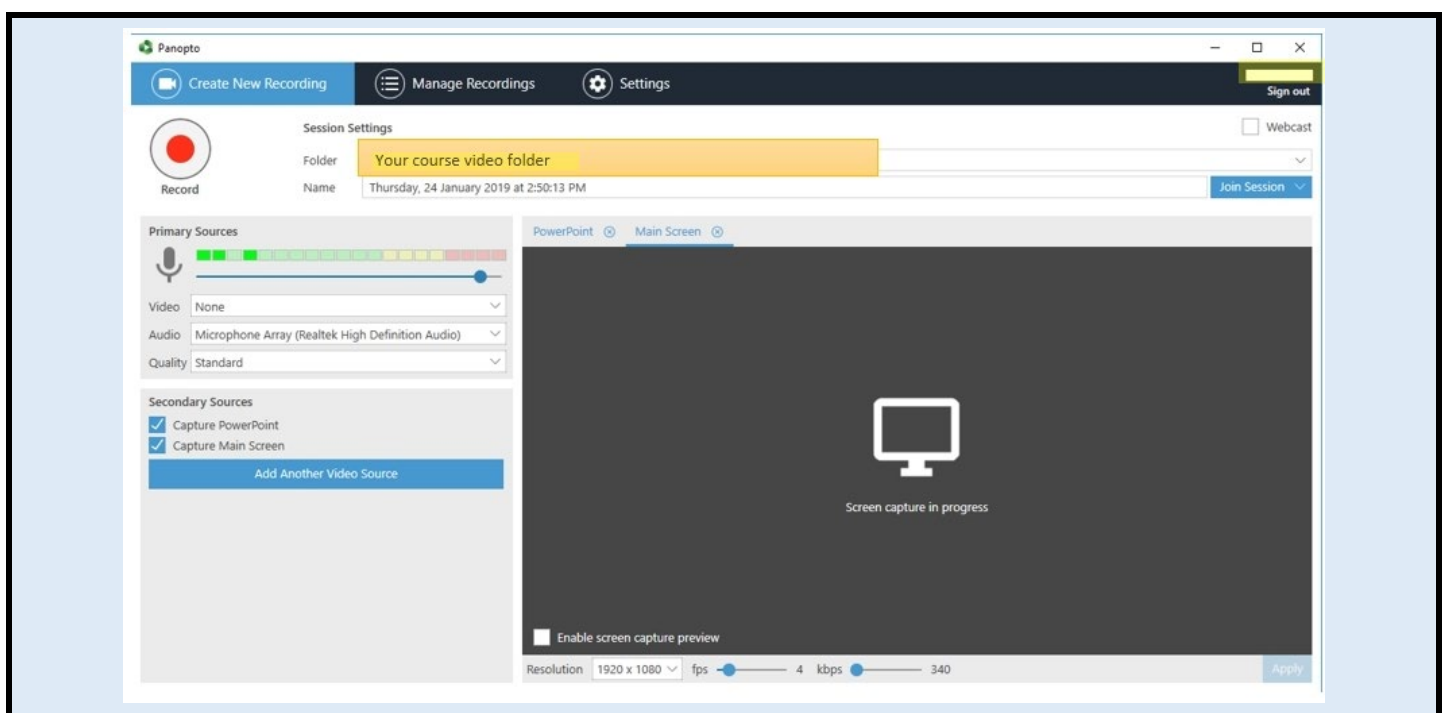 Panopto
Create New Recording
Manage Recordings
Settings
Sign out
Session Settings
Webcast
Folder
Your course video folder
Record
Name
Thursday, 24 January 2019 at 2:50:13 PM
Join Session
Primary Sources
PowerPoint
Main Screen
Video
None
Audio
Microphone Array (Realtek High Definition Audio)
Quality
Standard
Secondary Sources
Capture PowerPoint
Capture Main Screen
Add Another Video Source
Screen capture in progress
Enable screen capture preview
Resolution
1920 x 1080
fps
4
kbps
340
Apply